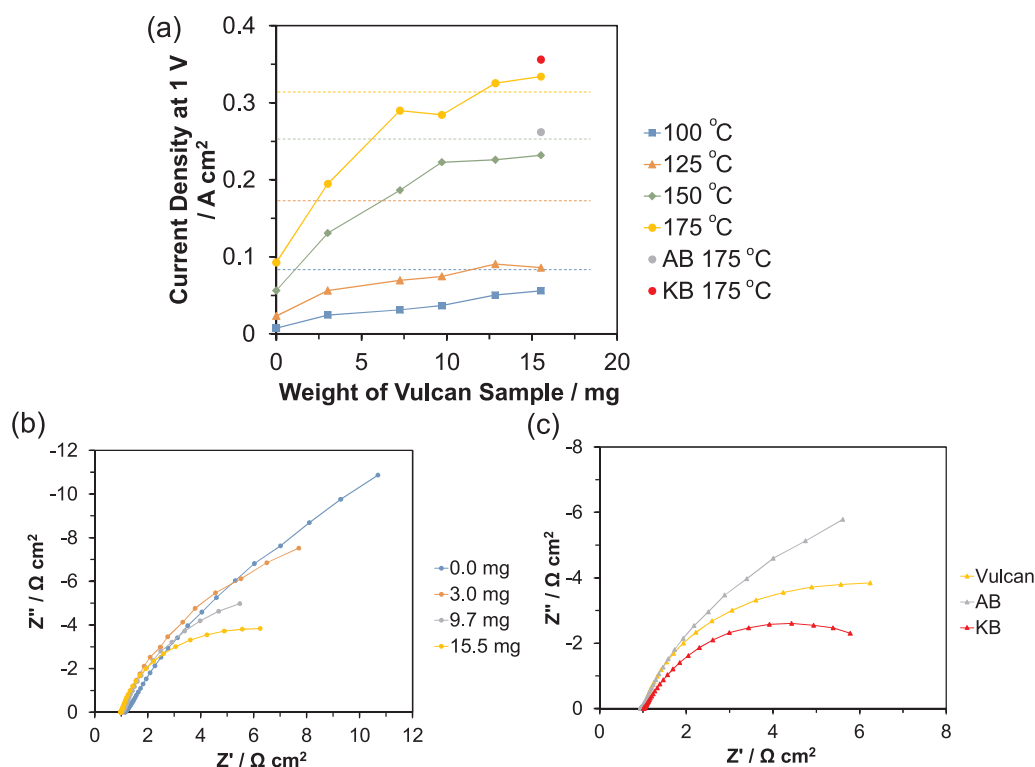 (a)
Current Density at 1 V
/ A cm²
0.4
0.3
0.2
0.1
0
0
5
10
15
20
Weight of Vulcan Sample / mg
100 °C
125 °C
150 °C
175 °C
AB 175 °C
KB 175 °C
(b)
Z'' / Ω cm²
-12
-10
-8
-6
-4
-2
0
0
2
4
6
8
10
12
Z' / Ω cm²
0.0 mg
3.0 mg
9.7 mg
15.5 mg
(c)
Z'' / Ω cm²
-8
-6
-4
-2
0
0
2
4
6
8
Z' / Ω cm²
Vulcan
AB
KB